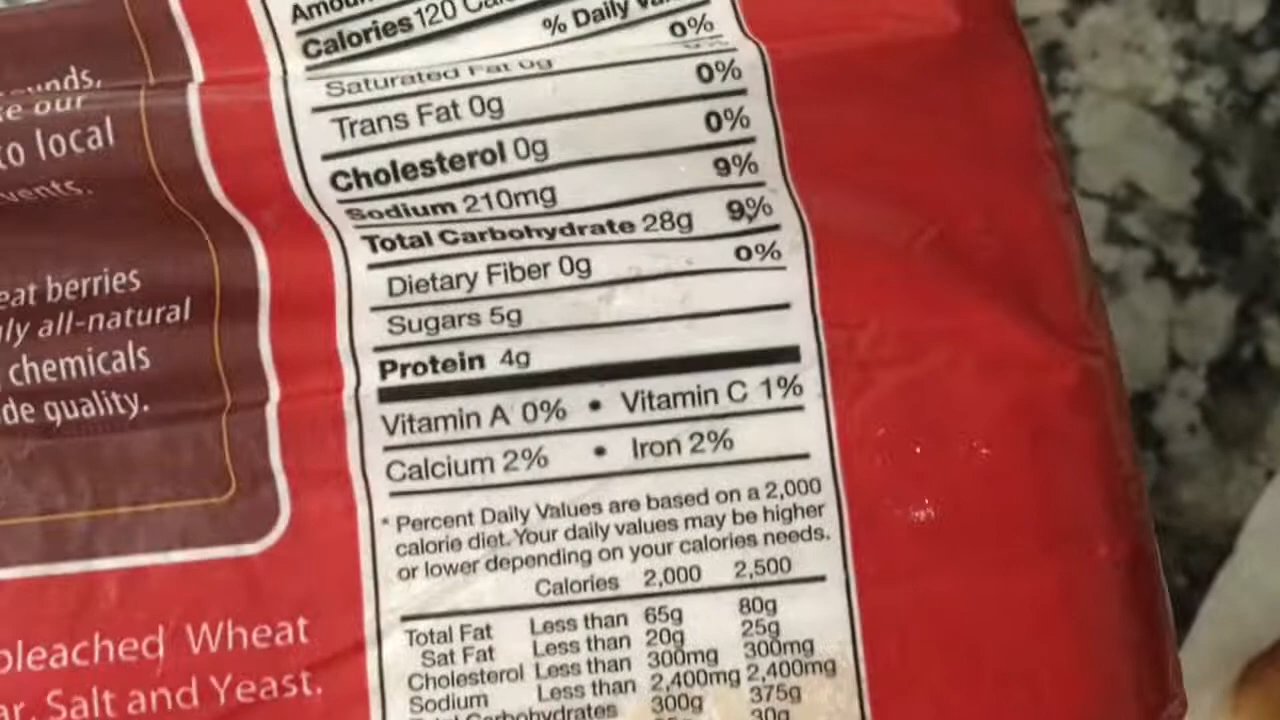 Calories 120
% Daily
0%
Saturated Fat 0g
Trans Fat 0g 0%
Cholesterol 0g 0%
Sodium 210mg 9%
Total Carbohydrate 28g 9%
Dietary Fiber 0g 0%
Sugars 5g
Protein 4g
Vitamin A 0% • Vitamin C 1%
Calcium 2% • Iron 2%
* Percent Daily Values are based on a 2,000
calorie diet. Your daily values may be higher
or lower depending on your calories needs.
Calories 2,000 2,500
Total Fat Less than 65g 80g
Sat Fat Less than 20g 25g
Cholesterol Less than 300mg 300mg
Sodium Less than 2,400mg 2,400mg
Carbohydrates 300g 375g
30g
our
to local
berries
all-natural
chemicals
quality.
Wheat
Salt and Yeast.